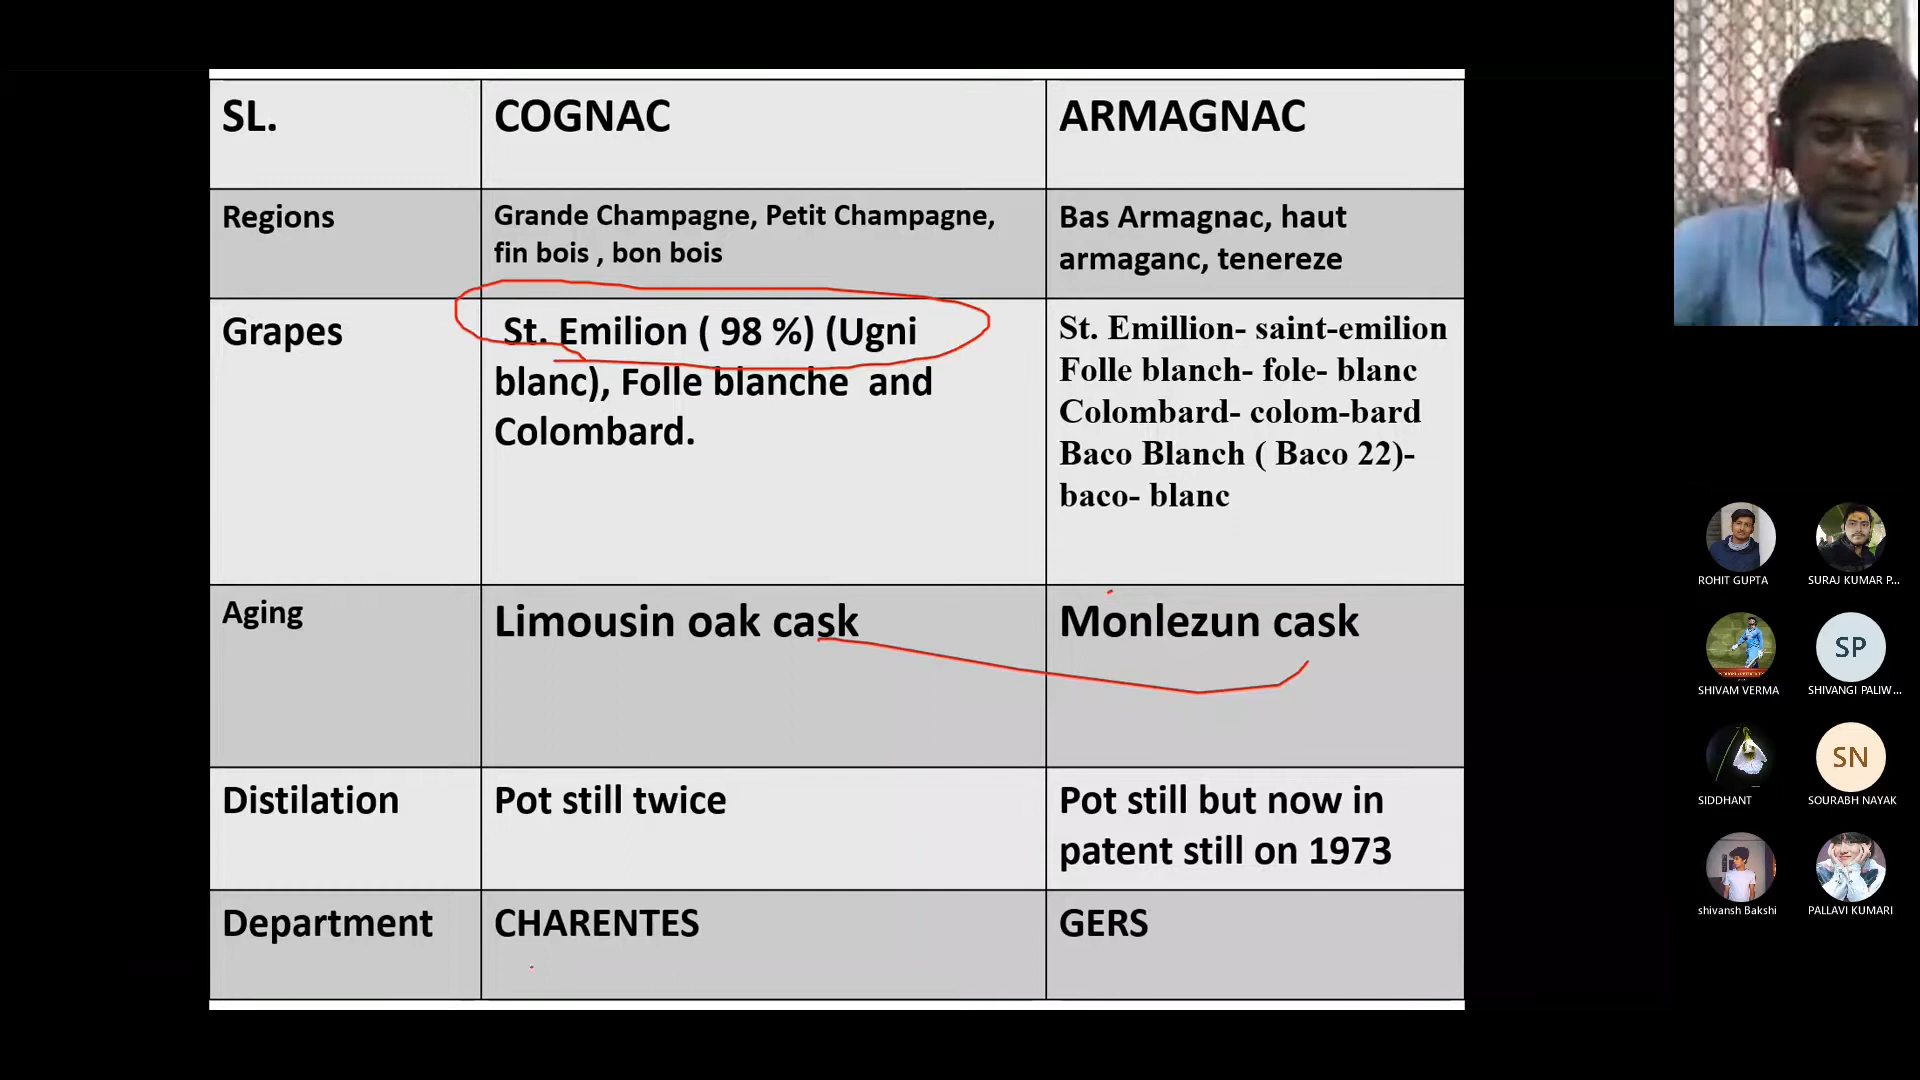 SL.
COGNAC
ARMAGNAC
Regions
Grande Champagne, Petit Champagne,
fin bois , bon bois
Bas Armagnac, haut
armaganc, tenereze
Grapes
St. Emilion ( 98 %) (Ugni
blanc), Folle blanche and
Colombard.
St. Emillion- saint-emilion
Folle blanch- fole- blanc
Colombard- colom-bard
Baco Blanch ( Baco 22)-
baco- blanc
Aging
Limousin oak cask
Monlezun cask
Distilation
Pot still twice
Pot still but now in
patent still on 1973
Department
CHARENTES
GERS
ROHIT GUPTA
SURAJ KUMAR P...
SHIVAM VERMA
SP
SHIVANGI PALIW...
SIDDHANT
SN
SOURABH NAYAK
shivansh Bakshi
PALLAVI KUMARI